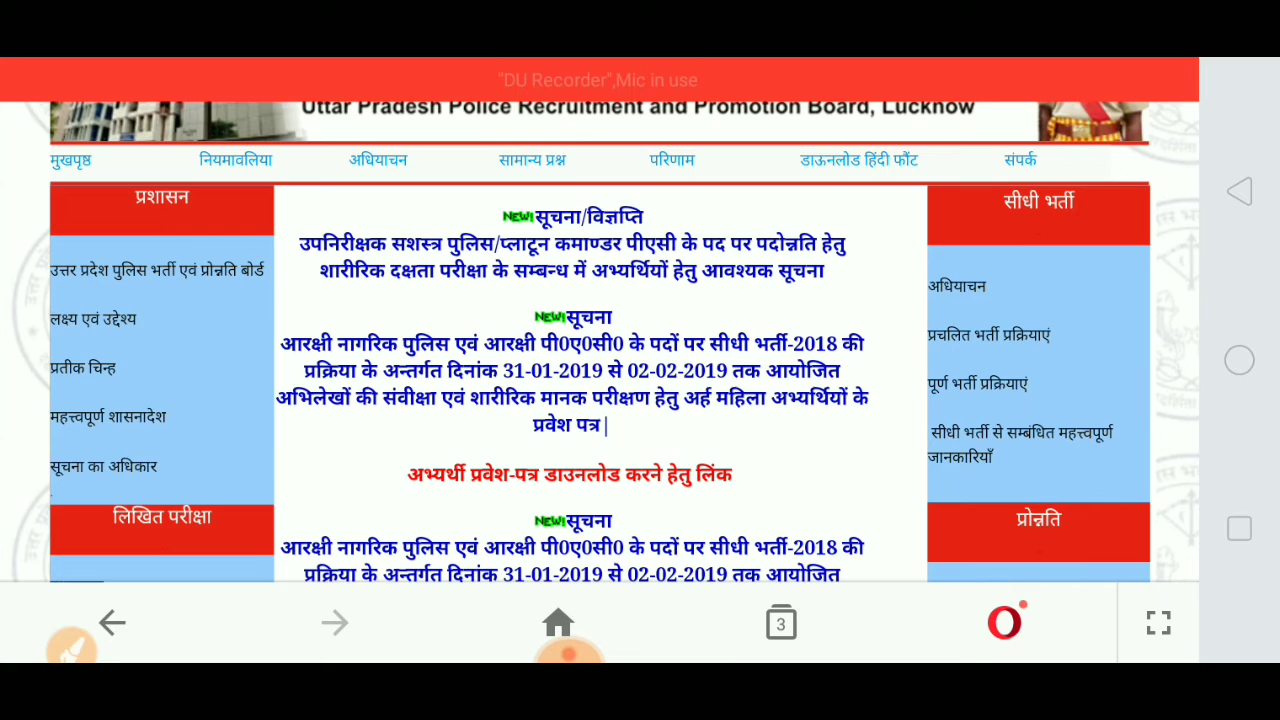 "DU Recorder",Mic in use
Uttar Pradesh Police Recruitment and Promotion Board, Lucknow
मुखपृष्ठ नियमावलिया अधियाचन सामान्य प्रश्न परिणाम डाऊनलोड हिंदी फौंट संपर्क
प्रशासन
उत्तर प्रदेश पुलिस भर्ती एवं प्रोन्नति बोर्ड
लक्ष्य एवं उद्देश्य
प्रतीक चिन्ह
महत्त्वपूर्ण शासनादेश
सूचना का अधिकार
लिखित परीक्षा
NEW! सूचना/विज्ञप्ति
उपनिरीक्षक सशस्त्र पुलिस/प्लाटून कमाण्डर पीएसी के पद पर पदोन्नति हेतु
शारीरिक दक्षता परीक्षा के सम्बन्ध में अभ्यर्थियों हेतु आवश्यक सूचना
NEW! सूचना
आरक्षी नागरिक पुलिस एवं आरक्षी पी0ए0सी0 के पदों पर सीधी भर्ती-2018 की
प्रक्रिया के अन्तर्गत दिनांक 31-01-2019 से 02-02-2019 तक आयोजित
अभिलेखों की संवीक्षा एवं शारीरिक मानक परीक्षण हेतु अर्ह महिला अभ्यर्थियों के
प्रवेश पत्र|
अभ्यर्थी प्रवेश-पत्र डाउनलोड करने हेतु लिंक
NEW! सूचना
आरक्षी नागरिक पुलिस एवं आरक्षी पी0ए0सी0 के पदों पर सीधी भर्ती-2018 की
प्रक्रिया के अन्तर्गत दिनांक 31-01-2019 से 02-02-2019 तक आयोजित
सीधी भर्ती
अधियाचन
प्रचलित भर्ती प्रक्रियाएं
पूर्ण भर्ती प्रक्रियाएं
सीधी भर्ती से सम्बंधित महत्त्वपूर्ण
जानकारियाँ
प्रोन्नति
3